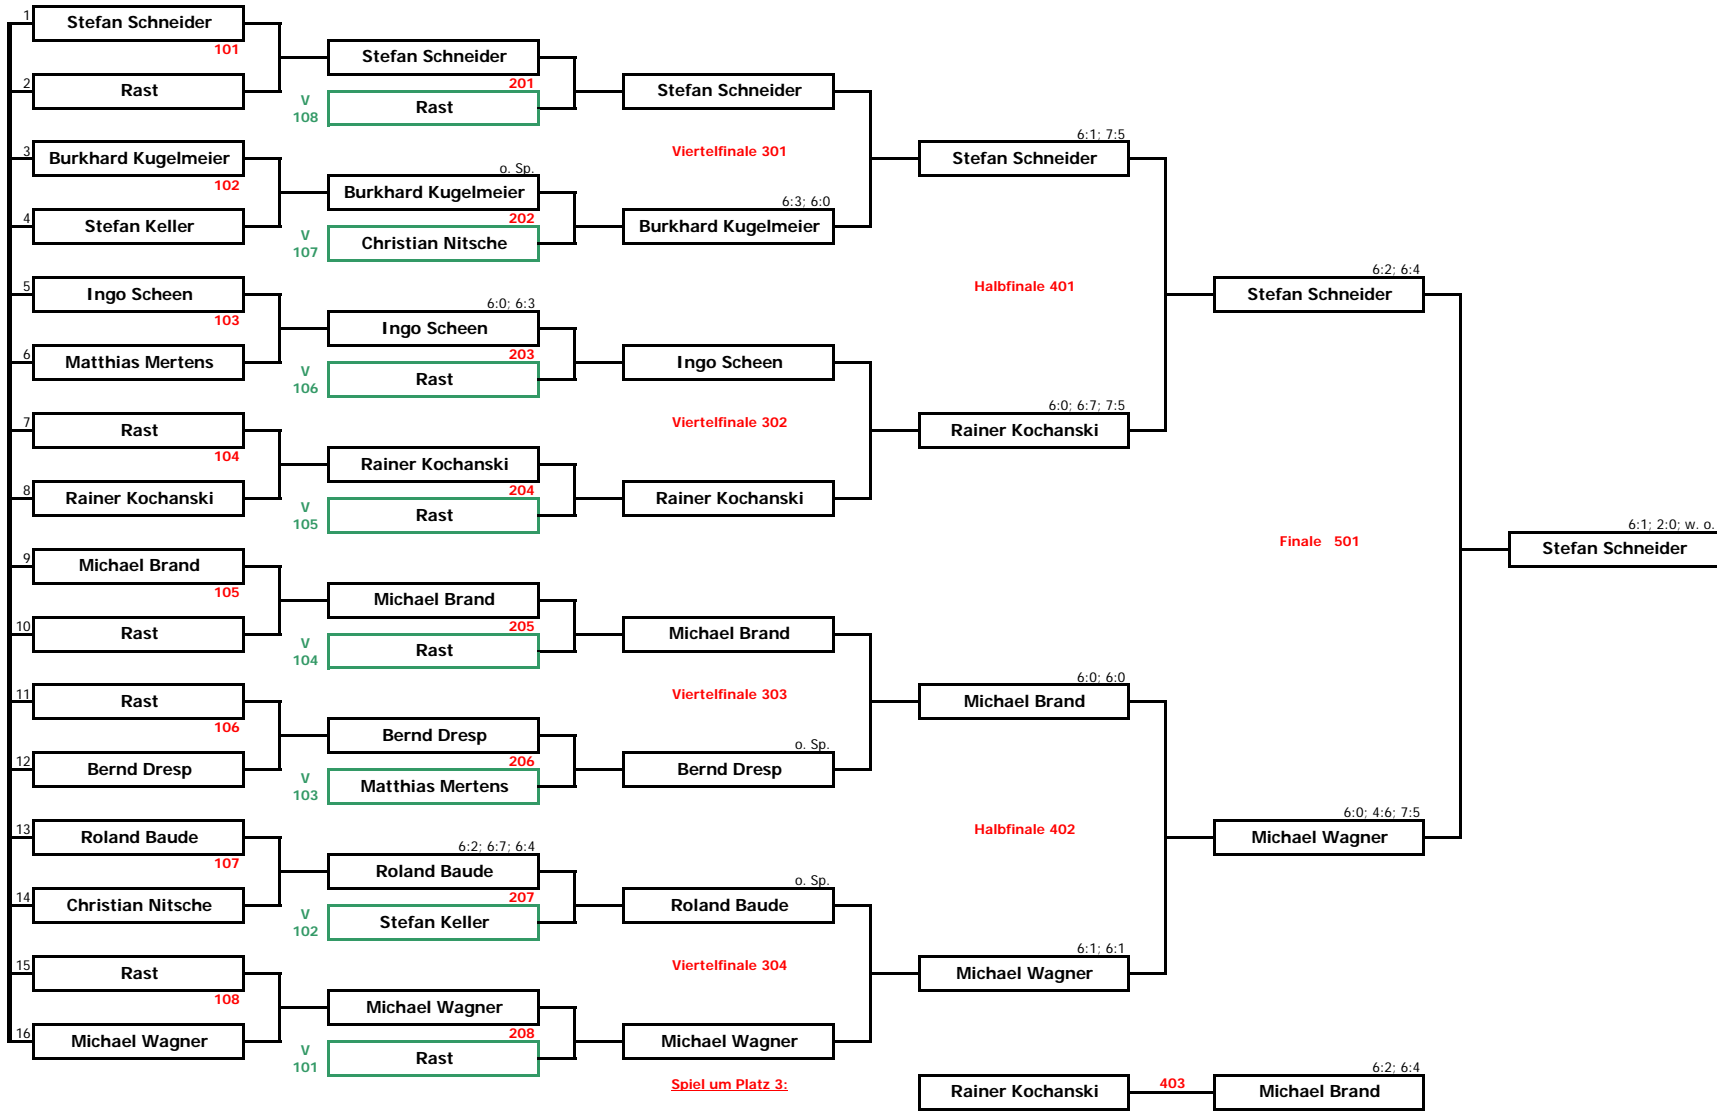 1 Stefan Schneider
101
2 Rast
3 Burkhard Kugelmeier
102
4 Stefan Keller
5 Ingo Scheen
103
6 Matthias Mertens
7 Rast
104
8 Rainer Kochanski
9 Michael Brand
105
10 Rast
11 Rast
106
12 Bernd Dresp
13 Roland Baude
107
14 Christian Nitsche
15 Rast
108
16 Michael Wagner
Stefan Schneider
201
V
108
Rast
o. Sp.
Burkhard Kugelmeier
202
V
107
Christian Nitsche
6:0; 6:3
Ingo Scheen
203
V
106
Rast
Rainer Kochanski
204
V
105
Rast
Michael Brand
205
V
104
Rast
Bernd Dresp
206
V
103
Matthias Mertens
6:2; 6:7; 6:4
Roland Baude
207
V
102
Stefan Keller
Michael Wagner
208
V
101
Rast
Stefan Schneider
Viertelfinale 301
6:3; 6:0
Burkhard Kugelmeier
Ingo Scheen
Viertelfinale 302
Rainer Kochanski
Michael Brand
Viertelfinale 303
o. Sp.
Bernd Dresp
o. Sp.
Roland Baude
Viertelfinale 304
Michael Wagner
6:1; 7:5
Stefan Schneider
Halbfinale 401
6:0; 6:7; 7:5
Rainer Kochanski
6:0; 6:0
Michael Brand
Halbfinale 402
6:1; 6:1
Michael Wagner
6:2; 6:4
Stefan Schneider
Finale 501
6:0; 4:6; 7:5
Michael Wagner
6:1; 2:0; w. o.
Stefan Schneider
Spiel um Platz 3:
Rainer Kochanski
403
6:2; 6:4
Michael Brand